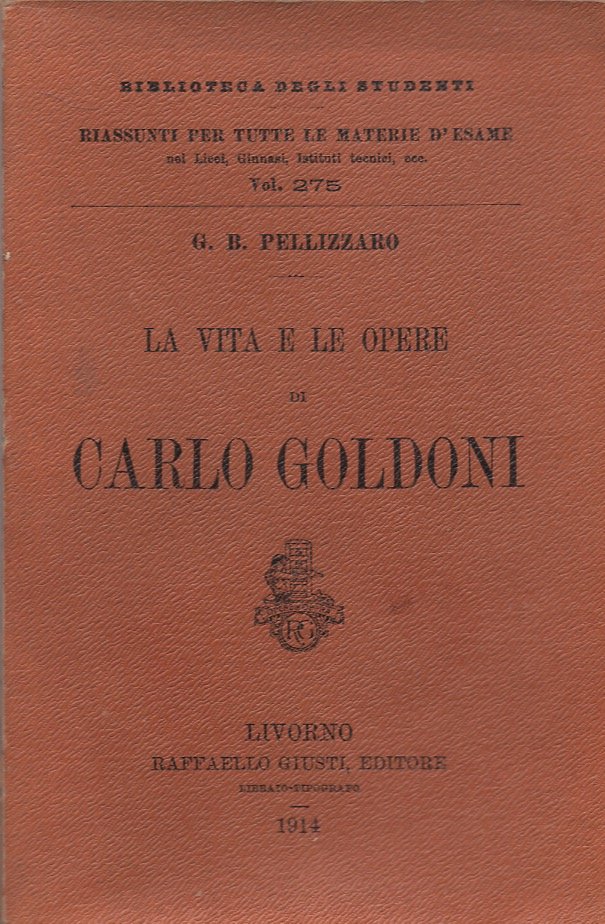 BIBLIOTECA DEGLI STUDENTI
RIASSUNTI PER TUTTE LE MATERIE D'ESAME
nei Licei, Ginnasi, Istituti tecnici, ecc.
Vol. 275
G. B. PELLIZZARO
LA VITA E LE OPERE
DI
CARLO GOLDONI
RG
LIVORNO
RAFFAELLO GIUSTI, EDITORE
LIBRAIO-TIPOGRAFO
1914